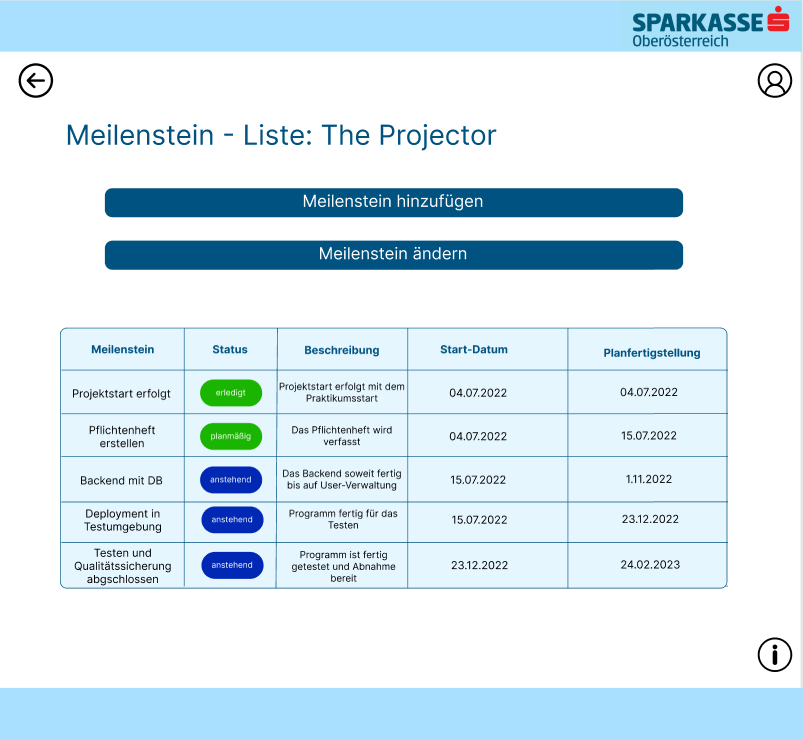 SPARKASSE
Oberösterreich
Meilenstein - Liste: The Projector
Meilenstein hinzufügen
Meilenstein ändern
Meilenstein Status Beschreibung Start-Datum Planfertigstellung
Projektstart erfolgt
erledigt
Projektstart erfolgt mit dem
Praktikumsstart
04.07.2022
04.07.2022
Pflichtenheft
erstellen
planmäßig
Das Pflichtenheft wird
verfasst
04.07.2022
15.07.2022
Backend mit DB
anstehend
Das Backend soweit fertig
bis auf User-Verwaltung
15.07.2022
1.11.2022
Deployment in
Testumgebung
anstehend
Programm fertig für das
Testen
15.07.2022
23.12.2022
Testen und
Qualitätssicherung
abgschlossen
anstehend
Programm ist fertig
getestet und Abnahme
bereit
23.12.2022
24.02.2023